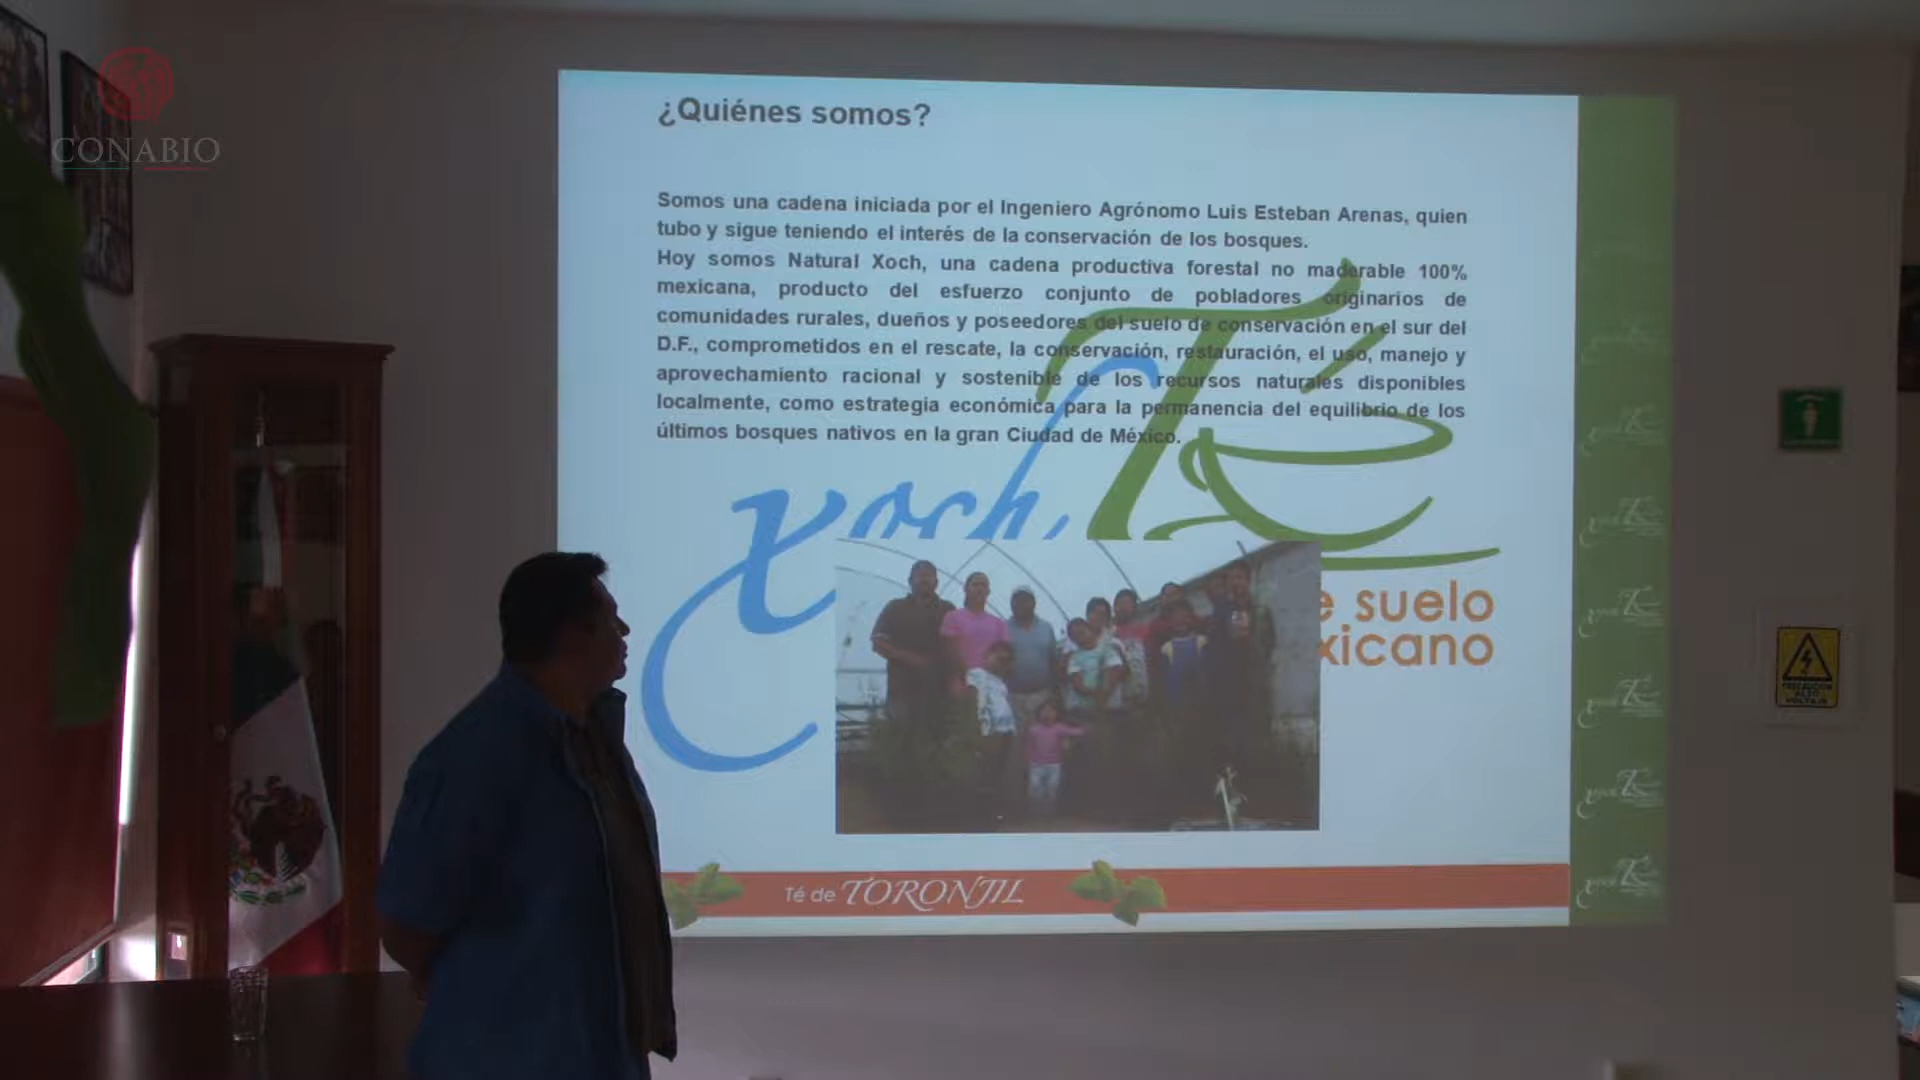 CONABIO
¿Quiénes somos?
Somos una cadena iniciada por el Ingeniero Agrónomo Luis Esteban Arenas, quien
tubo y sigue teniendo el interés de la conservación de los bosques.
Hoy somos Natural Xoch, una cadena productiva forestal no maderable 100%
mexicana, producto del esfuerzo conjunto de pobladores originarios de
comunidades rurales, dueños y poseedores del suelo de conservación en el sur del
D.F., comprometidos en el rescate, la conservación, restauración, el uso, manejo y
aprovechamiento racional y sostenible de los recursos naturales disponibles
localmente, como estrategia económica para la permanencia del equilibrio de los
últimos bosques nativos en la gran Ciudad de México.
xoch Té
e suelo
xicano
Té de TORONJIL
PRECAUCIÓN
ALTO
VOLTAJE